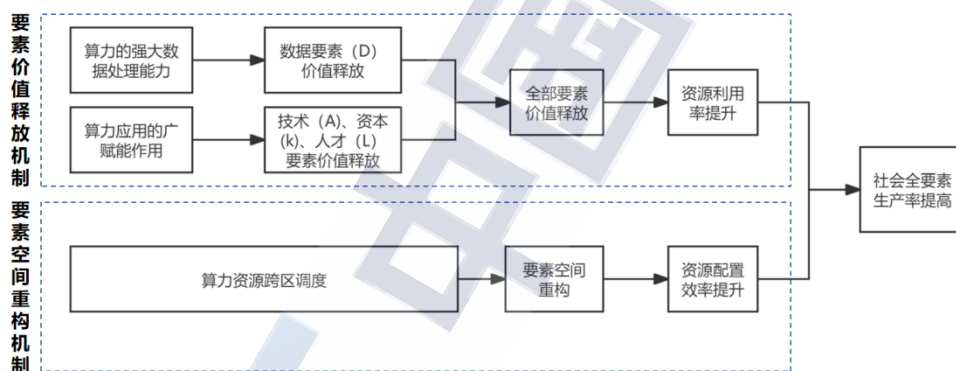 要素价值释放机制
算力的强大数
据处理能力
数据要素（D）
价值释放
算力应用的广
赋能作用
技术（A）、资本
(k)、人才（L）
要素价值释放
全部要素
价值释放
资源利用
率提升
社会全要素
生产率提高
要素空间重构机制
算力资源跨区调度
要素空间
重构
资源配置
效率提升